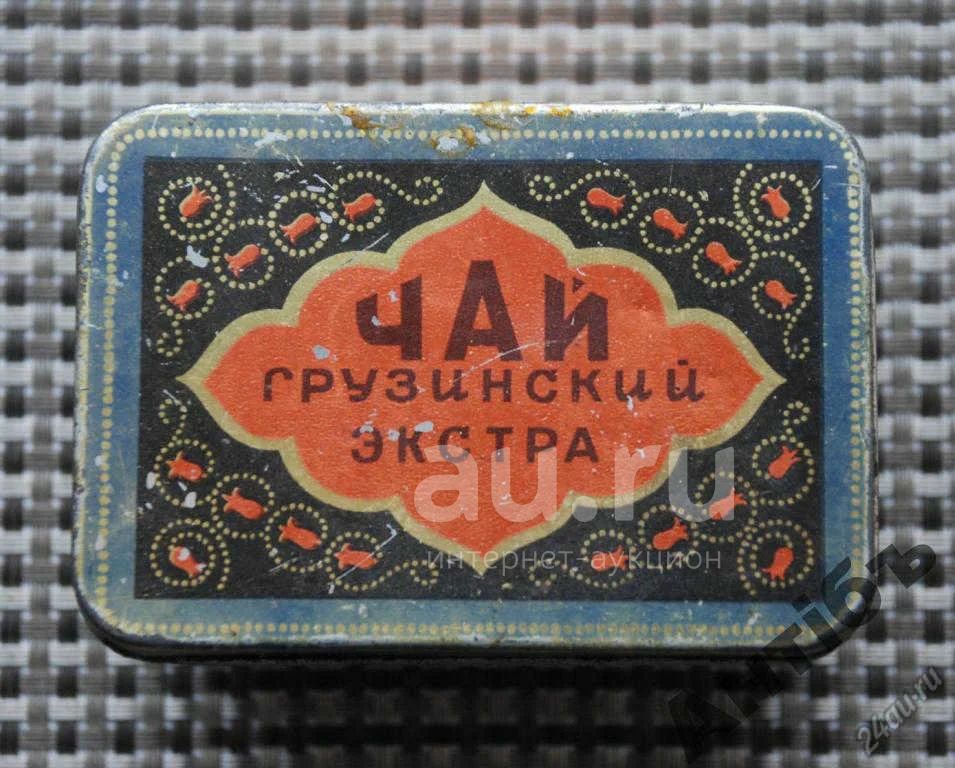 ЧАЙ
ГРУЗИНСКИЙ
ЭКСТРА
au.ru
интернет-аукцион
Антiбъ
24au.ru